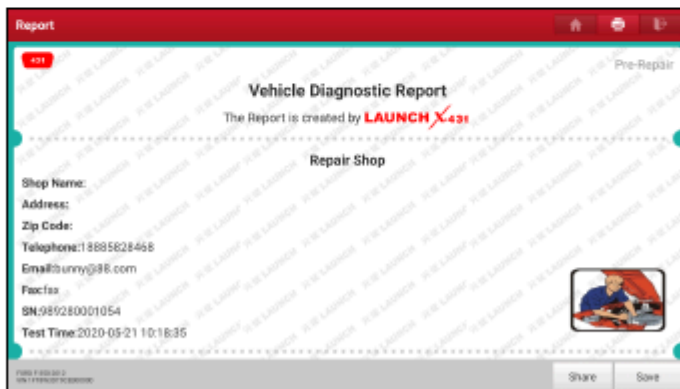 Report
431
Pre-Repair
Vehicle Diagnostic Report
The Report is created by LAUNCH X-431
Repair Shop
Shop Name:
Address:
Zip Code:
Telephone:18885828468
Email:bunny@88.com
Fax:fax
SN:989280001054
Test Time:2020-05-21 10:18:35
Share
Save